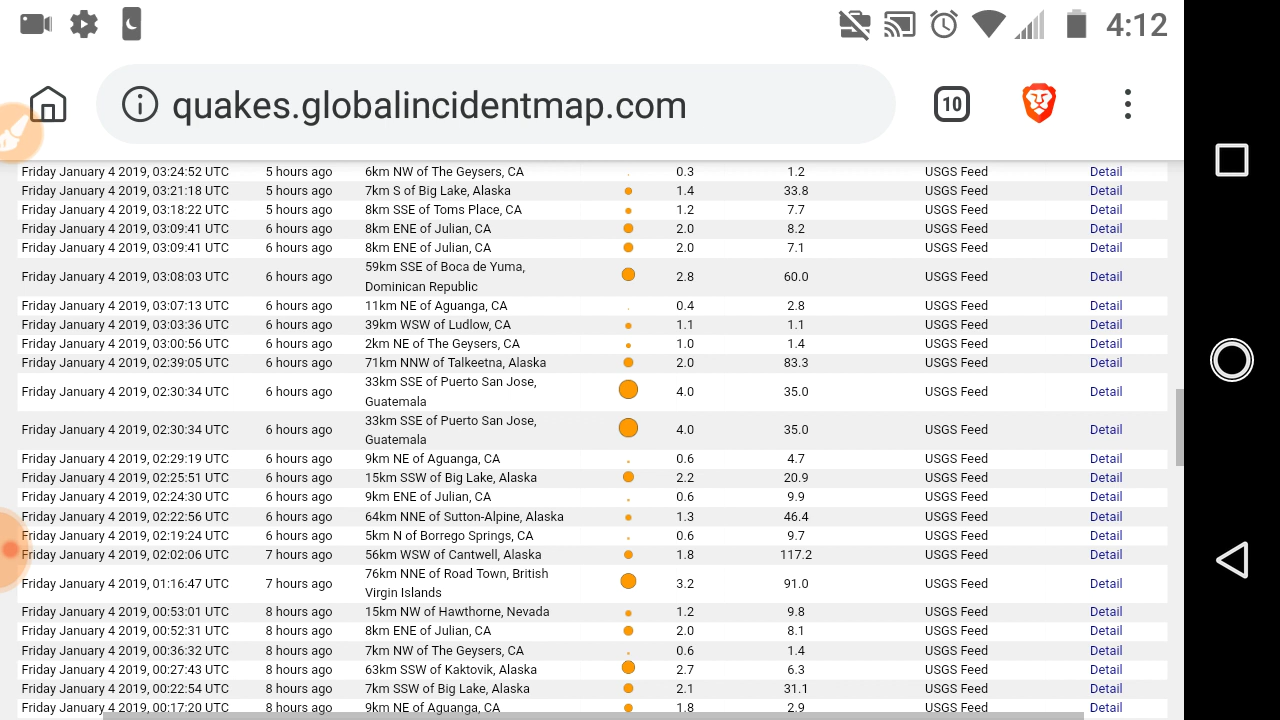 4:12
quakes.globalincidentmap.com
10
Friday January 4 2019, 03:24:52 UTC 5 hours ago 6km NW of The Geysers, CA 0.3 1.2 USGS Feed Detail
Friday January 4 2019, 03:21:18 UTC 5 hours ago 7km S of Big Lake, Alaska 1.4 33.8 USGS Feed Detail
Friday January 4 2019, 03:18:22 UTC 5 hours ago 8km SSE of Toms Place, CA 1.2 7.7 USGS Feed Detail
Friday January 4 2019, 03:09:41 UTC 6 hours ago 8km ENE of Julian, CA 2.0 8.2 USGS Feed Detail
Friday January 4 2019, 03:09:41 UTC 6 hours ago 8km ENE of Julian, CA 2.0 7.1 USGS Feed Detail
Friday January 4 2019, 03:08:03 UTC 6 hours ago 59km SSE of Boca de Yuma,
Dominican Republic 2.8 60.0 USGS Feed Detail
Friday January 4 2019, 03:07:13 UTC 6 hours ago 11km NE of Aguanga, CA 0.4 2.8 USGS Feed Detail
Friday January 4 2019, 03:03:36 UTC 6 hours ago 39km WSW of Ludlow, CA 1.1 1.1 USGS Feed Detail
Friday January 4 2019, 03:00:56 UTC 6 hours ago 2km NE of The Geysers, CA 1.0 1.4 USGS Feed Detail
Friday January 4 2019, 02:39:05 UTC 6 hours ago 71km NNW of Talkeetna, Alaska 2.0 83.3 USGS Feed Detail
Friday January 4 2019, 02:30:34 UTC 6 hours ago 33km SSE of Puerto San Jose,
Guatemala 4.0 35.0 USGS Feed Detail
Friday January 4 2019, 02:30:34 UTC 6 hours ago 33km SSE of Puerto San Jose,
Guatemala 4.0 35.0 USGS Feed Detail
Friday January 4 2019, 02:29:19 UTC 6 hours ago 9km NE of Aguanga, CA 0.6 4.7 USGS Feed Detail
Friday January 4 2019, 02:25:51 UTC 6 hours ago 15km SSW of Big Lake, Alaska 2.2 20.9 USGS Feed Detail
Friday January 4 2019, 02:24:30 UTC 6 hours ago 9km ENE of Julian, CA 0.6 9.9 USGS Feed Detail
Friday January 4 2019, 02:22:56 UTC 6 hours ago 64km NNE of Sutton-Alpine, Alaska 1.3 46.4 USGS Feed Detail
Friday January 4 2019, 02:19:24 UTC 6 hours ago 5km N of Borrego Springs, CA 0.6 9.7 USGS Feed Detail
Friday January 4 2019, 02:02:06 UTC 7 hours ago 56km WSW of Cantwell, Alaska 1.8 117.2 USGS Feed Detail
Friday January 4 2019, 01:16:47 UTC 7 hours ago 76km NNE of Road Town, British
Virgin Islands 3.2 91.0 USGS Feed Detail
Friday January 4 2019, 00:53:01 UTC 8 hours ago 15km NW of Hawthorne, Nevada 1.2 9.8 USGS Feed Detail
Friday January 4 2019, 00:52:31 UTC 8 hours ago 8km ENE of Julian, CA 2.0 8.1 USGS Feed Detail
Friday January 4 2019, 00:36:32 UTC 8 hours ago 7km NW of The Geysers, CA 0.6 1.4 USGS Feed Detail
Friday January 4 2019, 00:27:43 UTC 8 hours ago 63km SSW of Kaktovik, Alaska 2.7 6.3 USGS Feed Detail
Friday January 4 2019, 00:22:54 UTC 8 hours ago 7km SSW of Big Lake, Alaska 2.1 31.1 USGS Feed Detail
Friday January 4 2019, 00:17:20 UTC 8 hours ago 9km NE of Aguanga, CA 1.8 2.9 USGS Feed Detail